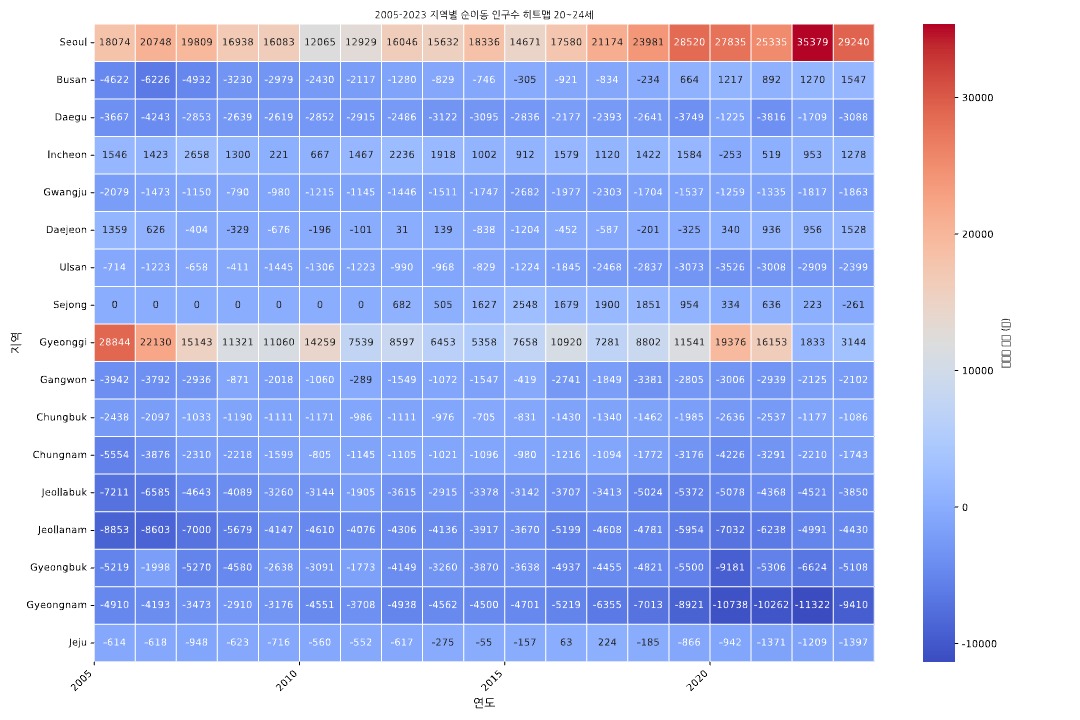 2005-2023 지역별 순이동 인구수 히트맵 20~24세
Seoul 18074 20748 19809 16938 16083 12065 12929 16046 15632 18336 14671 17580 21174 23981 28520 27835 25335 35379 29240
Busan -4622 -6226 -4932 -3230 -2979 -2430 -2117 -1280 -829 -746 -305 -921 -834 -234 664 1217 892 1270 1547
Daegu -3667 -4243 -2853 -2639 -2619 -2852 -2915 -2486 -3122 -3095 -2836 -2177 -2393 -2641 -3749 -1225 -3816 -1709 -3088
Incheon 1546 1423 2658 1300 221 667 1467 2236 1918 1002 912 1579 1120 1422 1584 -253 519 953 1278
Gwangju -2079 -1473 -1150 -790 -980 -1215 -1145 -1446 -1511 -1747 -2682 -1977 -2303 -1704 -1537 -1259 -1335 -1817 -1863
Daejeon 1359 626 -404 -329 -676 -196 -101 31 139 -838 -1204 -452 -587 -201 -325 340 936 956 1528
Ulsan -714 -1223 -658 -411 -1445 -1306 -1223 -990 -968 -829 -1224 -1845 -2468 -2837 -3073 -3526 -3008 -2909 -2399
Sejong 0 0 0 0 0 0 0 682 505 1627 2548 1679 1900 1851 954 334 636 223 -261
Gyeonggi 28844 22130 15143 11321 11060 14259 7539 8597 6453 5358 7658 10920 7281 8802 11541 19376 16153 1833 3144
Gangwon -3942 -3792 -2936 -871 -2018 -1060 -289 -1549 -1072 -1547 -419 -2741 -1849 -3381 -2805 -3006 -2939 -2125 -2102
Chungbuk -2438 -2097 -1033 -1190 -1111 -1171 -986 -1111 -976 -705 -831 -1430 -1340 -1462 -1985 -2636 -2537 -1177 -1086
Chungnam -5554 -3876 -2310 -2218 -1599 -805 -1145 -1105 -1021 -1096 -980 -1216 -1094 -1772 -3176 -4226 -3291 -2210 -1743
Jeollabuk -7211 -6585 -4643 -4089 -3260 -3144 -1905 -3615 -2915 -3378 -3142 -3707 -3413 -5024 -5372 -5078 -4368 -4521 -3850
Jeollanam -8853 -8603 -7000 -5679 -4147 -4610 -4076 -4306 -4136 -3917 -3670 -5199 -4608 -4781 -5954 -7032 -6238 -4991 -4430
Gyeongbuk -5219 -1998 -5270 -4580 -2638 -3091 -1773 -4149 -3260 -3870 -3638 -4937 -4455 -4821 -5500 -9181 -5306 -6624 -5108
Gyeongnam -4910 -4193 -3473 -2910 -3176 -4551 -3708 -4938 -4562 -4500 -4701 -5219 -6355 -7013 -8921 -10738 -10262 -11322 -9410
Jeju -614 -618 -948 -623 -716 -560 -552 -617 -275 -55 -157 63 224 -185 -866 -942 -1371 -1209 -1397
지역
2005 2010 2015 2020
연도
30000
20000
10000
0
-10000